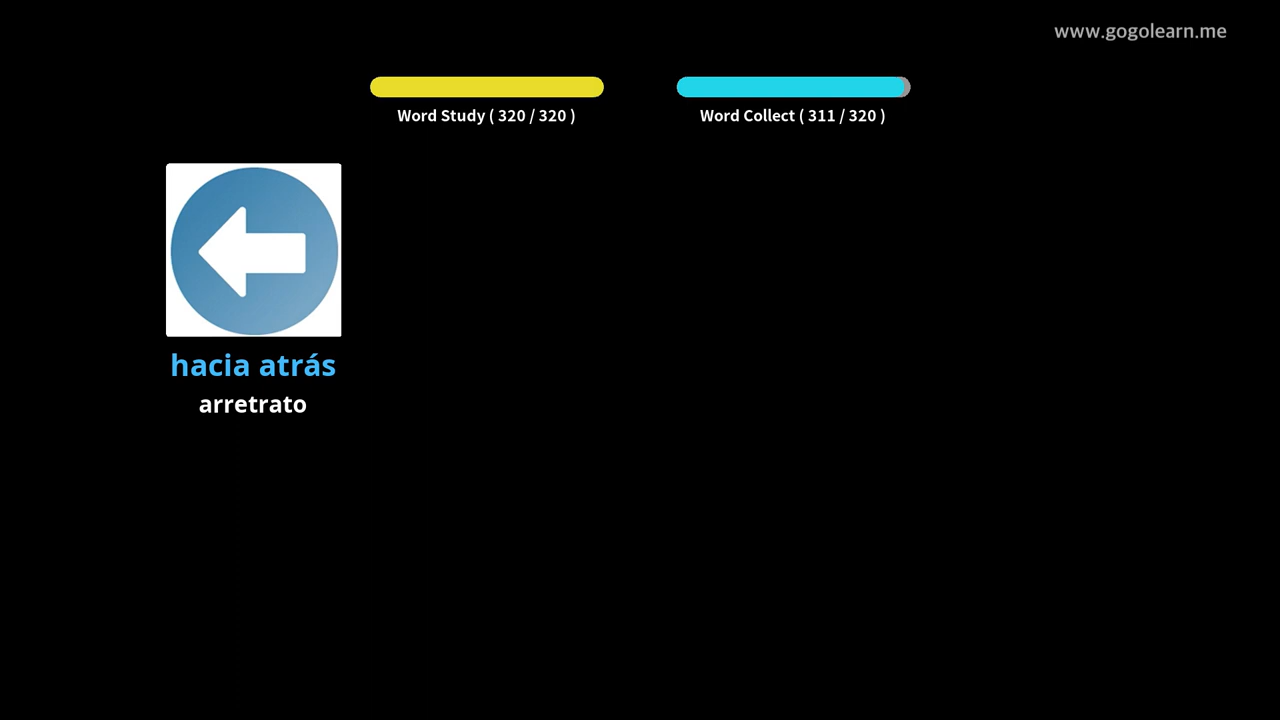 www.gogolearn.me
Word Study ( 320 / 320 )
Word Collect ( 311 / 320 )
hacia atrás
arretrato